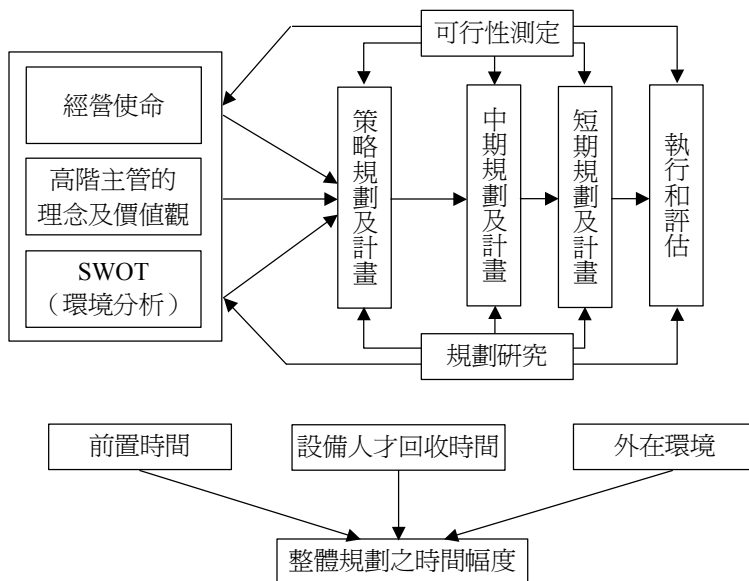 可行性測定
經營使命
高階主管的
理念及價值觀
SWOT
（環境分析）
策略規劃及計畫
中期規劃及計畫
短期規劃及計畫
執行和評估
規劃研究
前置時間
設備人才回收時間
外在環境
整體規劃之時間幅度